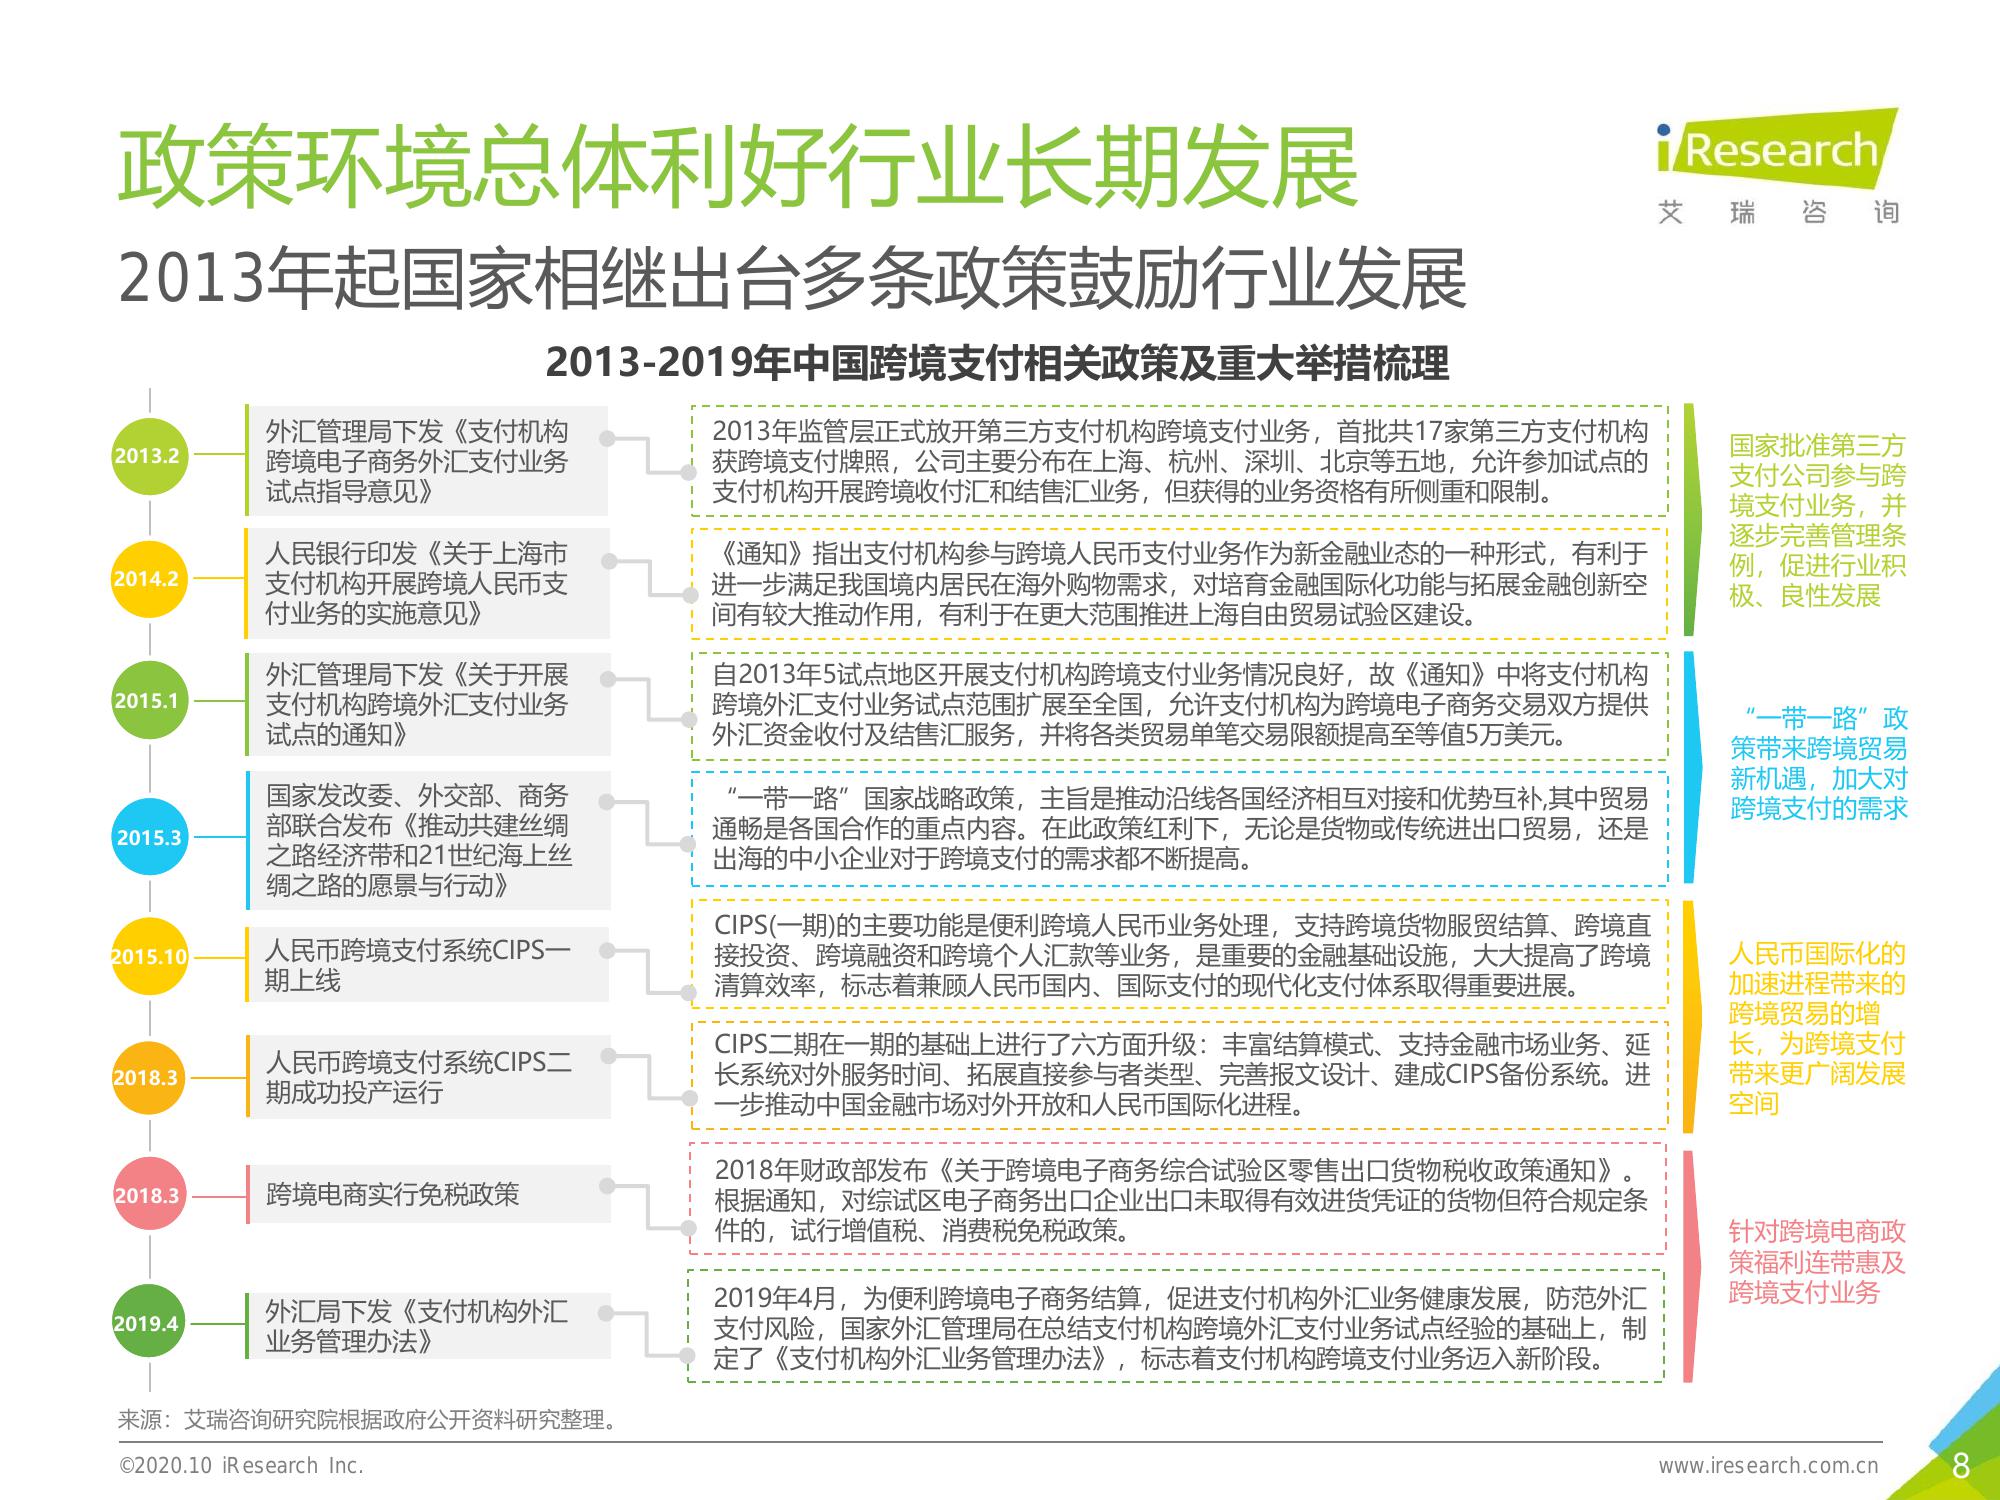 政策环境总体利好行业长期发展
iResearch
艾 瑞 咨 询
2013年起国家相继出台多条政策鼓励行业发展
2013-2019年中国跨境支付相关政策及重大举措梳理
2013.2
外汇管理局下发《支付机构
跨境电子商务外汇支付业务
试点指导意见》
2013年监管层正式放开第三方支付机构跨境支付业务，首批共17家第三方支付机构
获跨境支付牌照，公司主要分布在上海、杭州、深圳、北京等五地，允许参加试点的
支付机构开展跨境收付汇和结售汇业务，但获得的业务资格有所侧重和限制。
2014.2
人民银行印发《关于上海市
支付机构开展跨境人民币支
付业务的实施意见》
《通知》指出支付机构参与跨境人民币支付业务作为新金融业态的一种形式，有利于
进一步满足我国境内居民在海外购物需求，对培育金融国际化功能与拓展金融创新空
间有较大推动作用，有利于在更大范围推进上海自由贸易试验区建设。
国家批准第三方
支付公司参与跨
境支付业务，并
逐步完善管理条
例，促进行业积
极、良性发展
2015.1
外汇管理局下发《关于开展
支付机构跨境外汇支付业务
试点的通知》
自2013年5试点地区开展支付机构跨境支付业务情况良好，故《通知》中将支付机构
跨境外汇支付业务试点范围扩展至全国，允许支付机构为跨境电子商务交易双方提供
外汇资金收付及结售汇服务，并将各类贸易单笔交易限额提高至等值5万美元。
2015.3
国家发改委、外交部、商务
部联合发布《推动共建丝绸
之路经济带和21世纪海上丝
绸之路的愿景与行动》
“一带一路”国家战略政策，主旨是推动沿线各国经济相互对接和优势互补,其中贸易
通畅是各国合作的重点内容。在此政策红利下，无论是货物或传统进出口贸易，还是
出海的中小企业对于跨境支付的需求都不断提高。
“一带一路”政
策带来跨境贸易
新机遇，加大对
跨境支付的需求
2015.10
人民币跨境支付系统CIPS一
期上线
CIPS(一期)的主要功能是便利跨境人民币业务处理，支持跨境货物服贸结算、跨境直
接投资、跨境融资和跨境个人汇款等业务，是重要的金融基础设施，大大提高了跨境
清算效率，标志着兼顾人民币国内、国际支付的现代化支付体系取得重要进展。
2018.3
人民币跨境支付系统CIPS二
期成功投产运行
CIPS二期在一期的基础上进行了六方面升级：丰富结算模式、支持金融市场业务、延
长系统对外服务时间、拓展直接参与者类型、完善报文设计、建成CIPS备份系统。进
一步推动中国金融市场对外开放和人民币国际化进程。
人民币国际化的
加速进程带来的
跨境贸易的增
长，为跨境支付
带来更广阔发展
空间
2018.3
跨境电商实行免税政策
2018年财政部发布《关于跨境电子商务综合试验区零售出口货物税收政策通知》。
根据通知，对综试区电子商务出口企业出口未取得有效进货凭证的货物但符合规定条
件的，试行增值税、消费税免税政策。
2019.4
外汇局下发《支付机构外汇
业务管理办法》
2019年4月，为便利跨境电子商务结算，促进支付机构外汇业务健康发展，防范外汇
支付风险，国家外汇管理局在总结支付机构跨境外汇支付业务试点经验的基础上，制
定了《支付机构外汇业务管理办法》，标志着支付机构跨境支付业务迈入新阶段。
针对跨境电商政
策福利连带惠及
跨境支付业务
来源：艾瑞咨询研究院根据政府公开资料研究整理。
©2020.10 iResearch Inc.
www.iresearch.com.cn
8